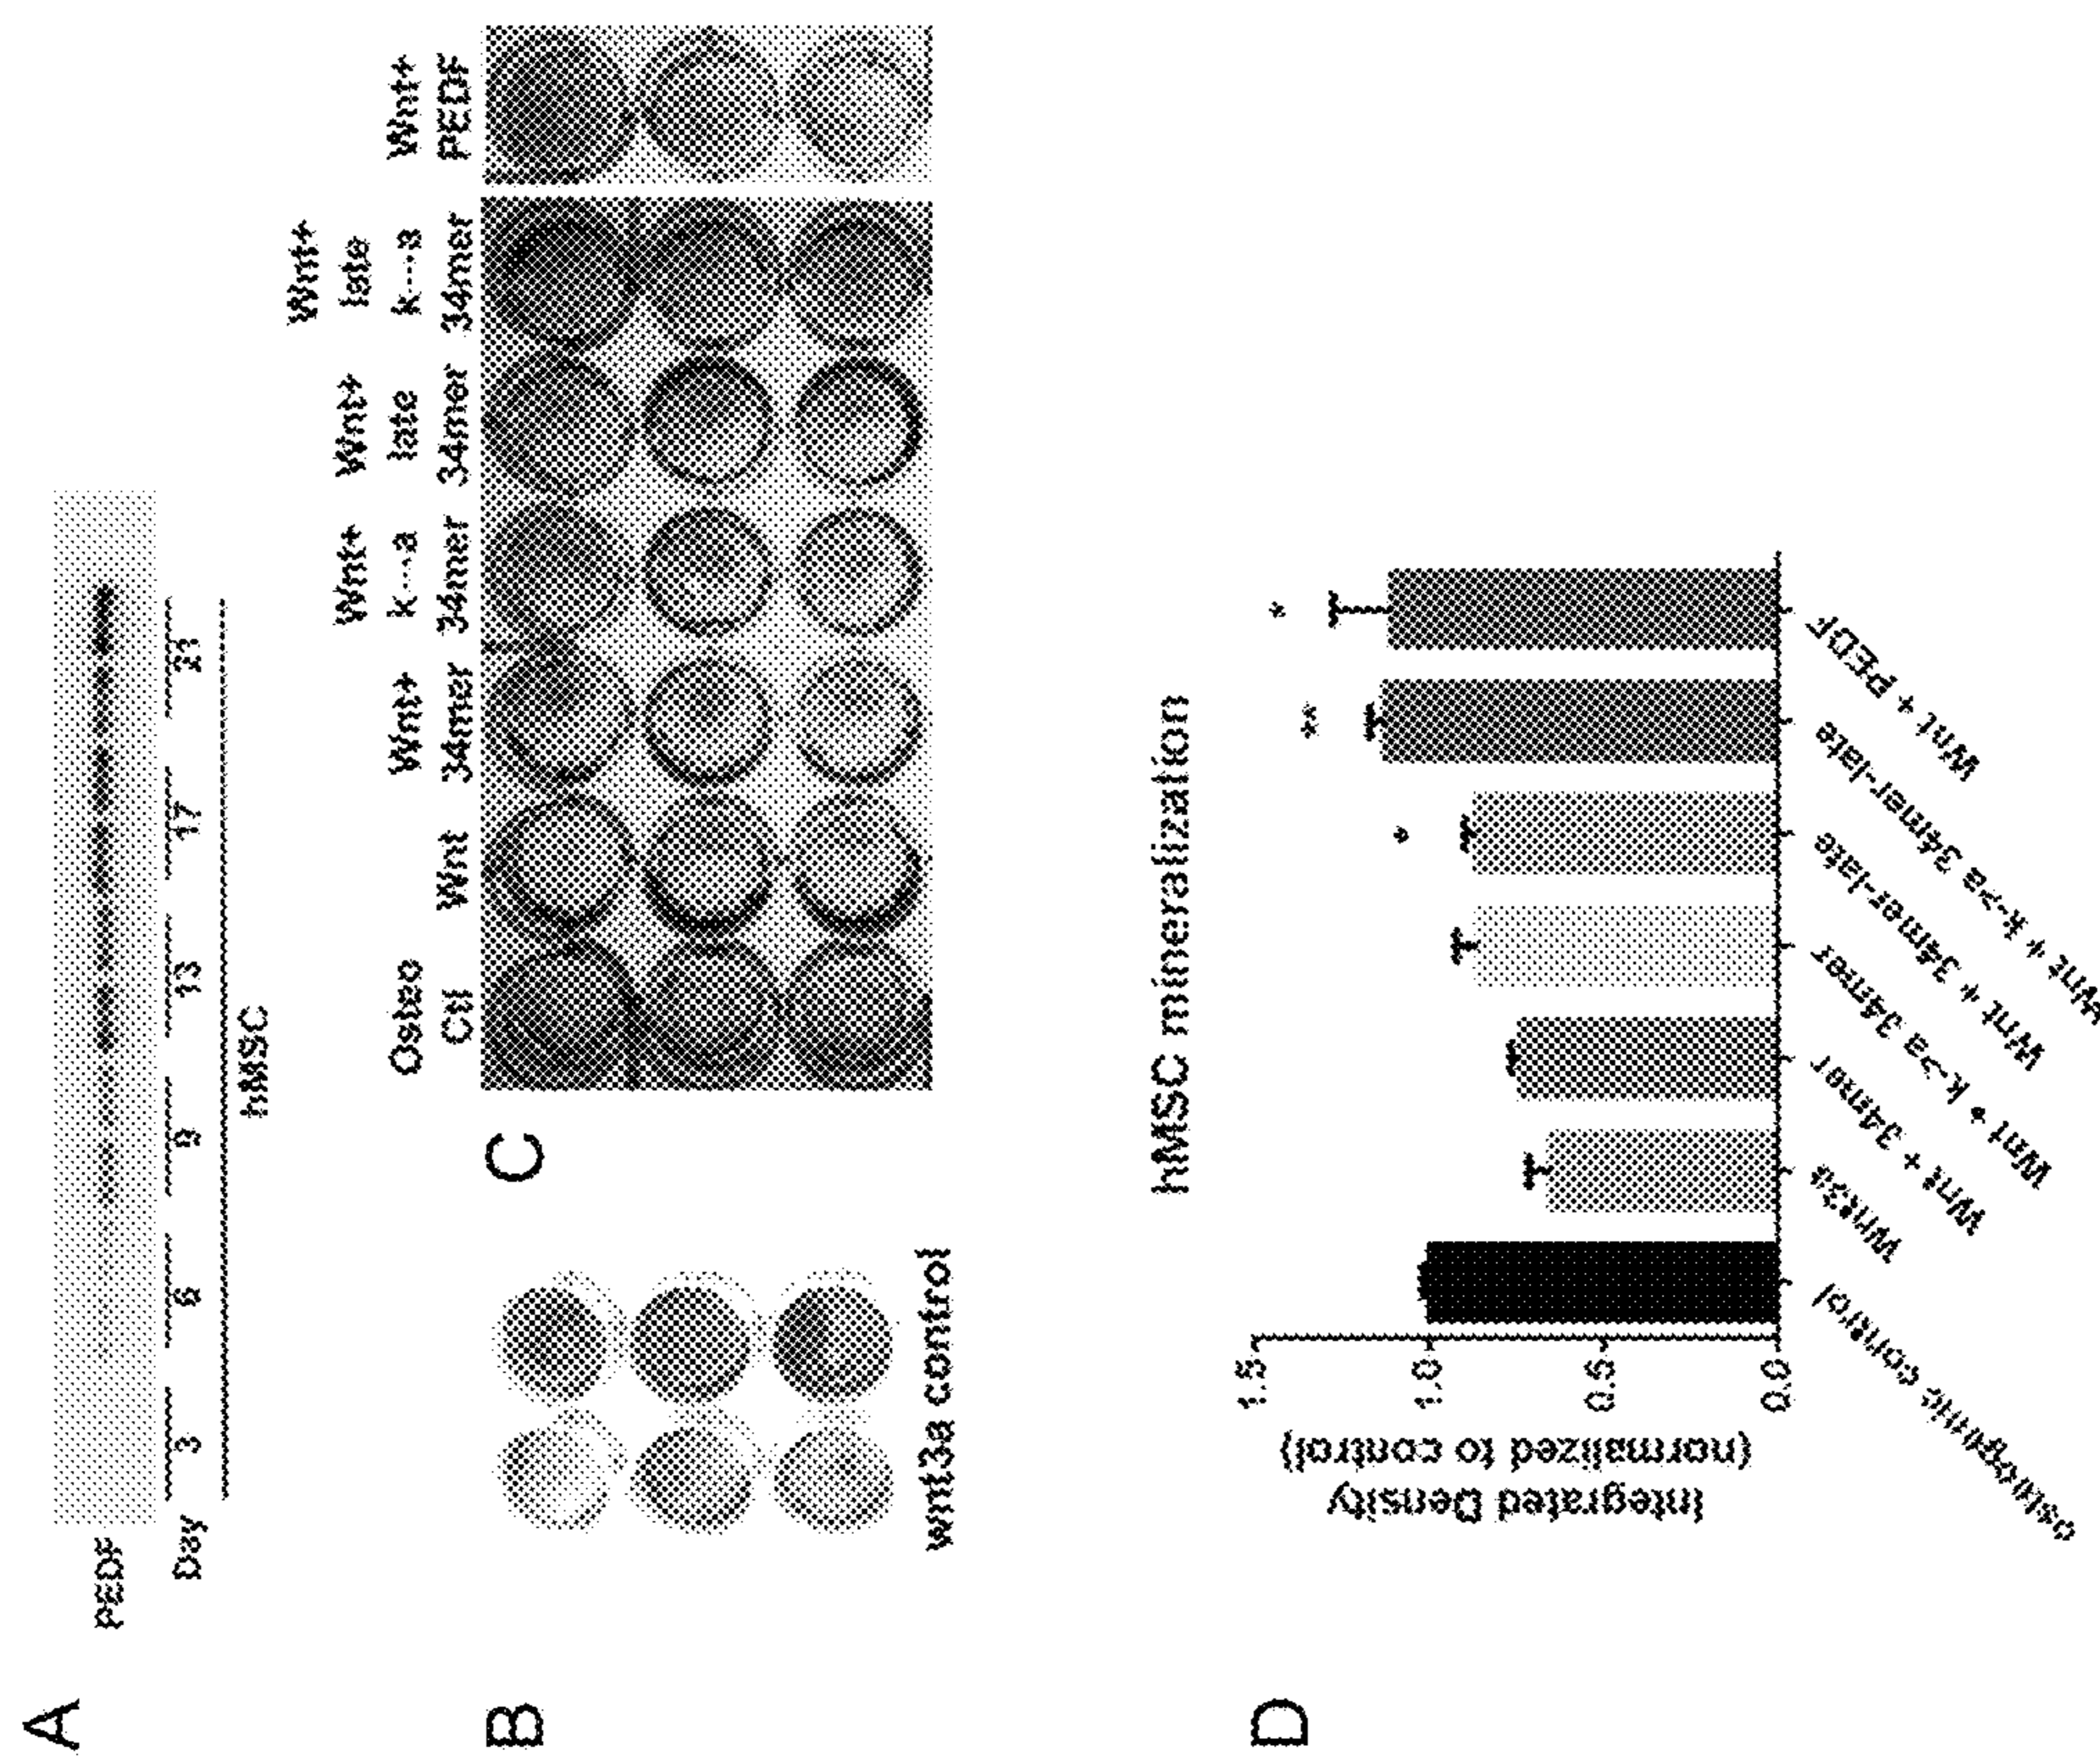 A
PEDF
Day
3
6
9
13
17
21
hMSC
B
wnt3a control
C
Osteo
Ctl
Wnt
Wnt+
34mer
Wnt+
k---a
34mer
Wnt+
late
34mer
Wnt+
late
k---a
34mer
Wnt+
PEDF
D
hMSC mineralization
Integrated Density
(normalized to control)
1.5
1.0
0.5
0.0
*
**
*
osteogenic control
Wnt3a
Wnt + 34mer
Wnt + k->a 34mer
Wnt + 34mer-late
Wnt + k->a 34mer-late
Wnt + PEDF